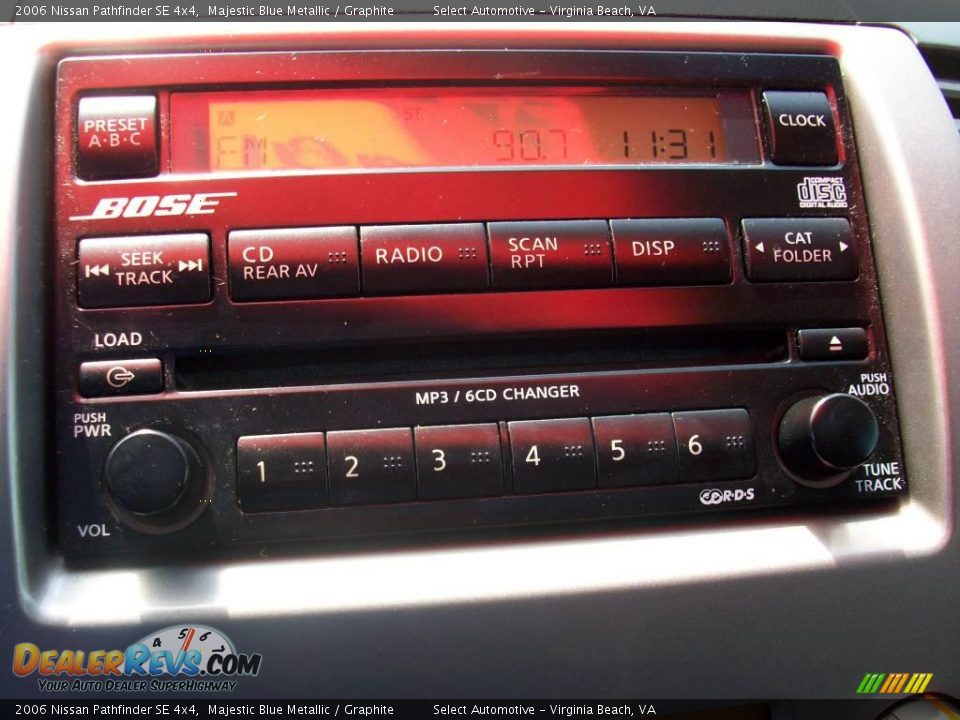 2006 Nissan Pathfinder SE 4x4, Majestic Blue Metallic / Graphite Select Automotive - Virginia Beach, VA
PRESET
A·B·C
A
ST
FM 90.7 11:31
CLOCK
BOSE
COMPACT
disc
DIGITAL AUDIO
SEEK
TRACK
CD
REAR AV
RADIO
SCAN
RPT
DISP
CAT
FOLDER
LOAD
MP3 / 6CD CHANGER
PUSH
PWR
PUSH
AUDIO
1 2 3 4 5 6
VOL
R·D·S
TUNE
TRACK
4 5 6
DealerRevs.com
Your Auto Dealer SuperHighway
2006 Nissan Pathfinder SE 4x4, Majestic Blue Metallic / Graphite Select Automotive - Virginia Beach, VA